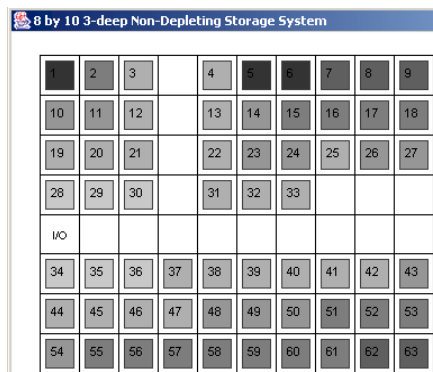 8 by 10 3-deep Non-Depleting Storage System
1 2 3 4 5 6 7 8 9
10 11 12 13 14 15 16 17 18
19 20 21 22 23 24 25 26 27
28 29 30 31 32 33
I/O
34 35 36 37 38 39 40 41 42 43
44 45 46 47 48 49 50 51 52 53
54 55 56 57 58 59 60 61 62 63